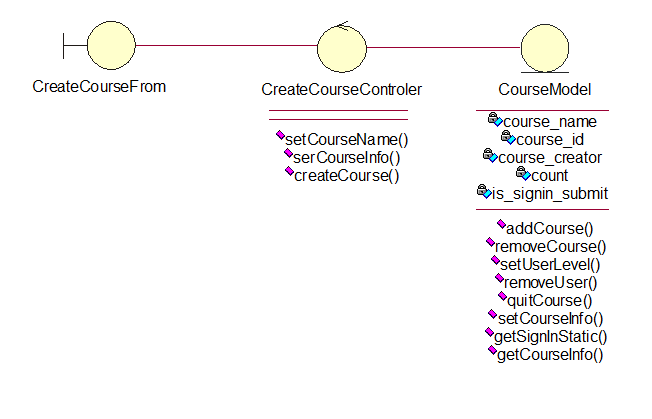 CreateCourseFrom
CreateCourseControler
setCourseName()
serCourseInfo()
createCourse()
CourseModel
course_name
course_id
course_creator
count
is_signin_submit
addCourse()
removeCourse()
setUserLevel()
removeUser()
quitCourse()
setCourseInfo()
getSignInStatic()
getCourseInfo()